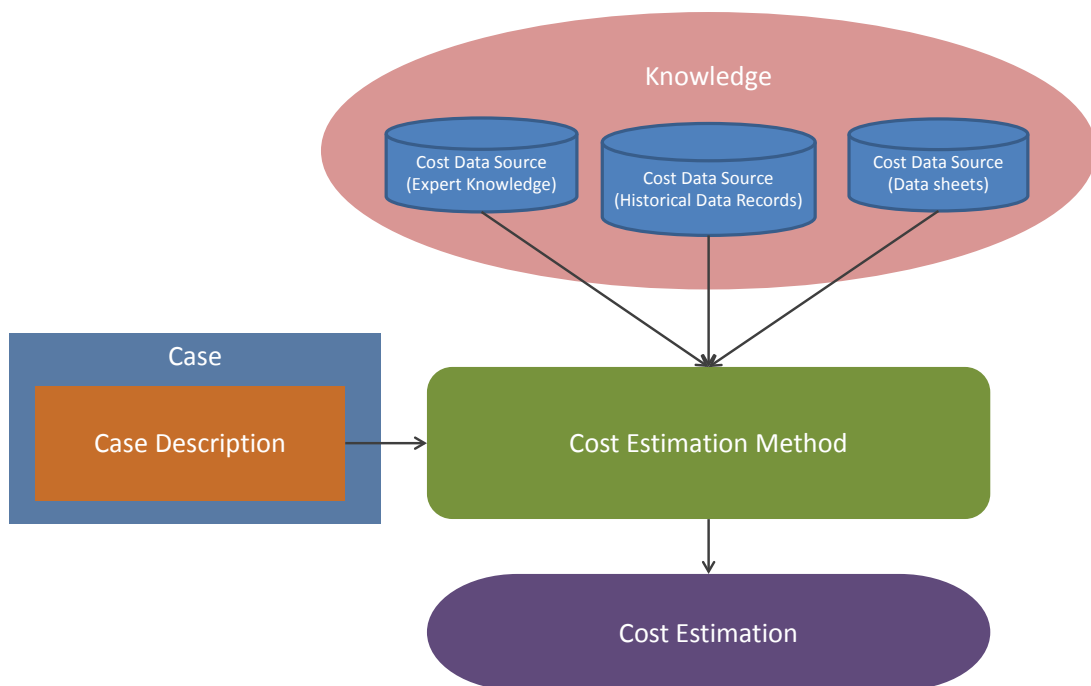 Knowledge
Cost Data Source
(Expert Knowledge)
Cost Data Source
(Historical Data Records)
Cost Data Source
(Data sheets)
Case
Case Description
Cost Estimation Method
Cost Estimation